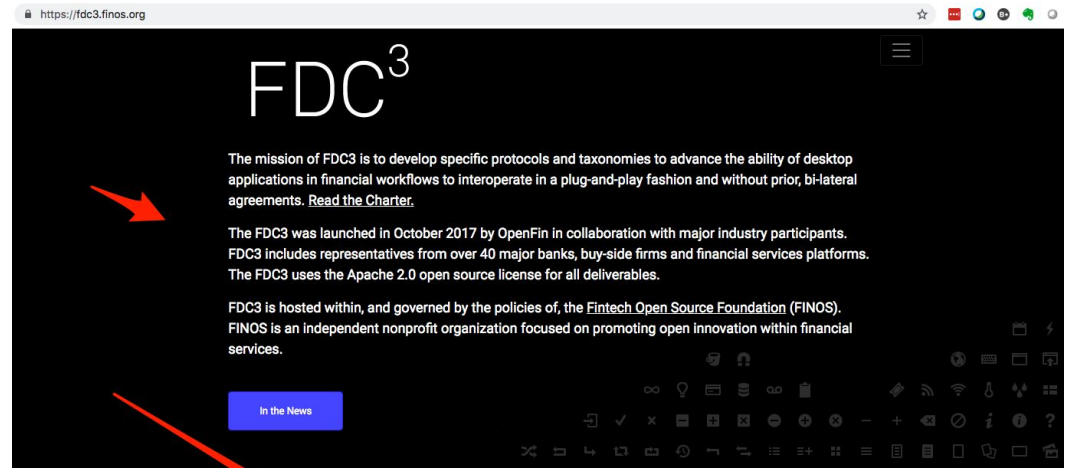 https://fdc3.finos.org
FDC3
The mission of FDC3 is to develop specific protocols and taxonomies to advance the ability of desktop
applications in financial workflows to interoperate in a plug-and-play fashion and without prior, bi-lateral
agreements. Read the Charter.
The FDC3 was launched in October 2017 by OpenFin in collaboration with major industry participants.
FDC3 includes representatives from over 40 major banks, buy-side firms and financial services platforms.
The FDC3 uses the Apache 2.0 open source license for all deliverables.
FDC3 is hosted within, and governed by the policies of, the Fintech Open Source Foundation (FINOS).
FINOS is an independent nonprofit organization focused on promoting open innovation within financial
services.
In the News